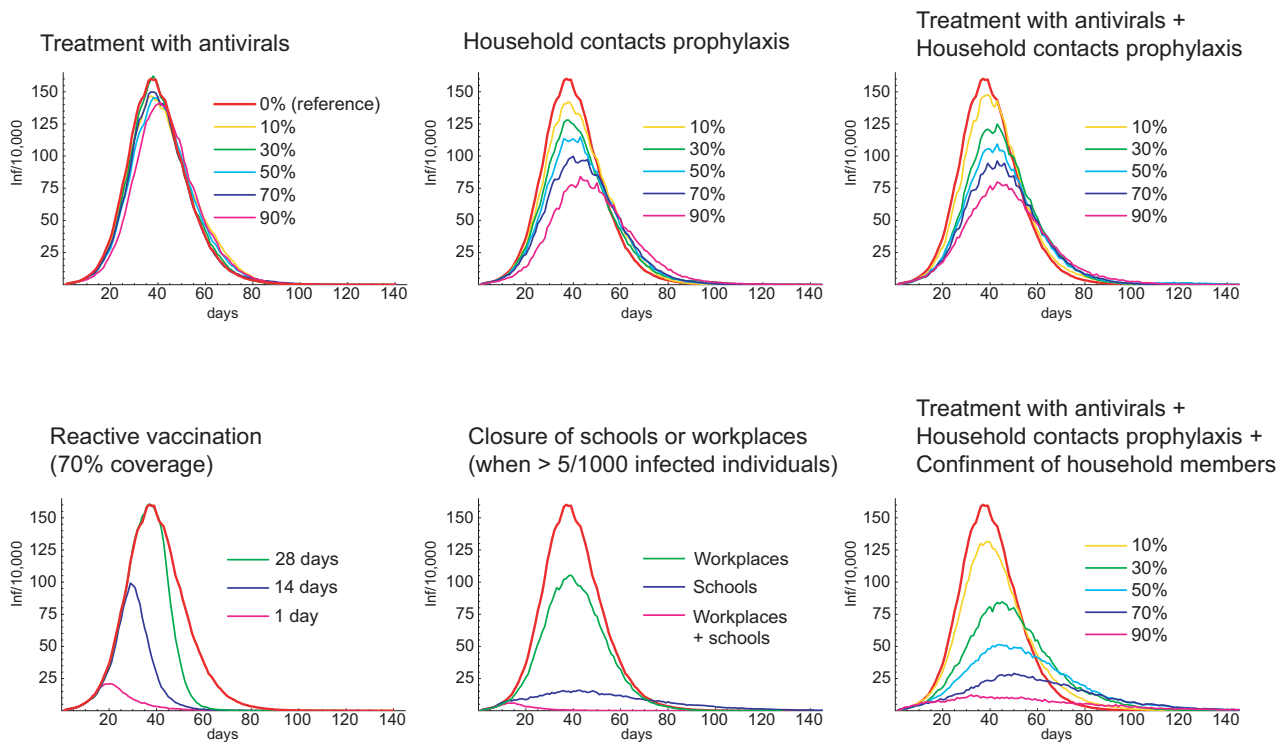 Treatment with antivirals
Inf/10,000
150
125
100
75
50
25
0% (reference)
10%
30%
50%
70%
90%
20 40 60 80 100 120 140
days
Household contacts prophylaxis
Inf/10,000
150
125
100
75
50
25
10%
30%
50%
70%
90%
20 40 60 80 100 120 140
days
Treatment with antivirals +
Household contacts prophylaxis
Inf/10,000
150
125
100
75
50
25
10%
30%
50%
70%
90%
20 40 60 80 100 120 140
days
Reactive vaccination
(70% coverage)
Inf/10,000
150
125
100
75
50
25
28 days
14 days
1 day
20 40 60 80 100 120 140
days
Closure of schools or workplaces
(when > 5/1000 infected individuals)
Inf/10,000
150
125
100
75
50
25
Workplaces
Schools
Workplaces
+ schools
20 40 60 80 100 120 140
days
Treatment with antivirals +
Household contacts prophylaxis +
Confinment of household members
Inf/10,000
150
125
100
75
50
25
10%
30%
50%
70%
90%
20 40 60 80 100 120 140
days